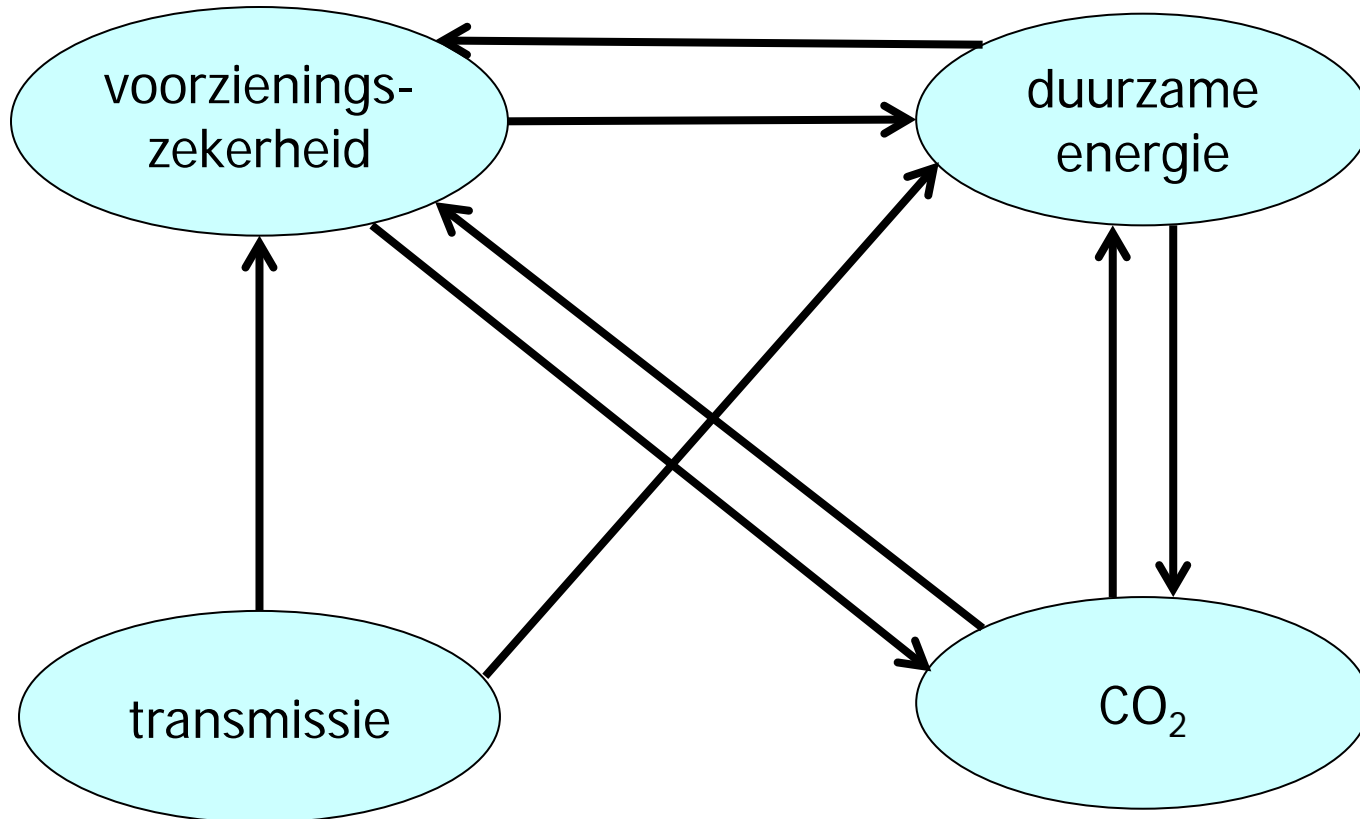 voorzienings-
zekerheid
duurzame
energie
transmissie
CO₂